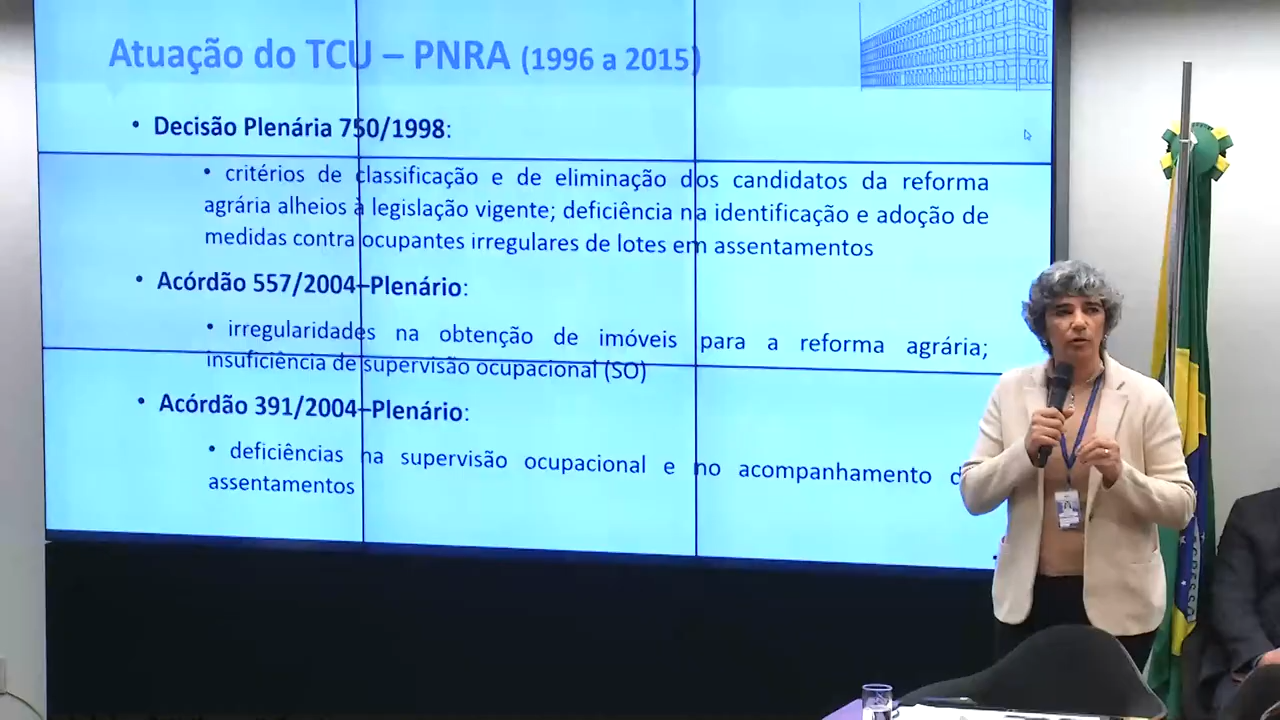 Atuação do TCU – PNRA (1996 a 2015)
• Decisão Plenária 750/1998:
• critérios de classificação e de eliminação dos candidatos da reforma
agrária alheios à legislação vigente; deficiência na identificação e adoção de
medidas contra ocupantes irregulares de lotes em assentamentos
• Acórdão 557/2004–Plenário:
• irregularidades na obtenção de imóveis para a reforma agrária;
insuficiência de supervisão ocupacional (SO)
• Acórdão 391/2004–Plenário:
• deficiências na supervisão ocupacional e no acompanhamento
assentamentos